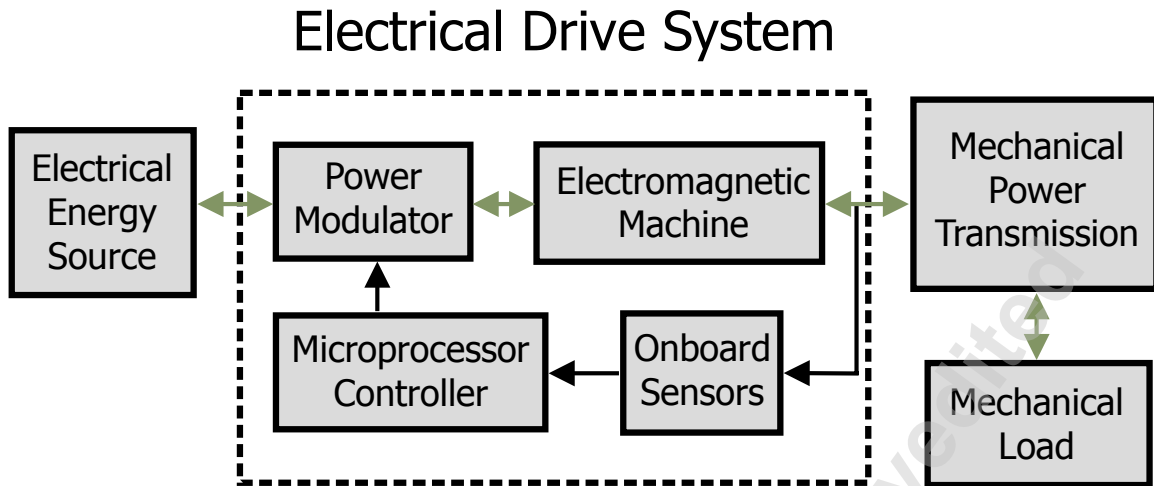 Electrical Drive System
Electrical
Energy
Source
Power
Modulator
Electromagnetic
Machine
Mechanical
Power
Transmission
Microprocessor
Controller
Onboard
Sensors
Mechanical
Load